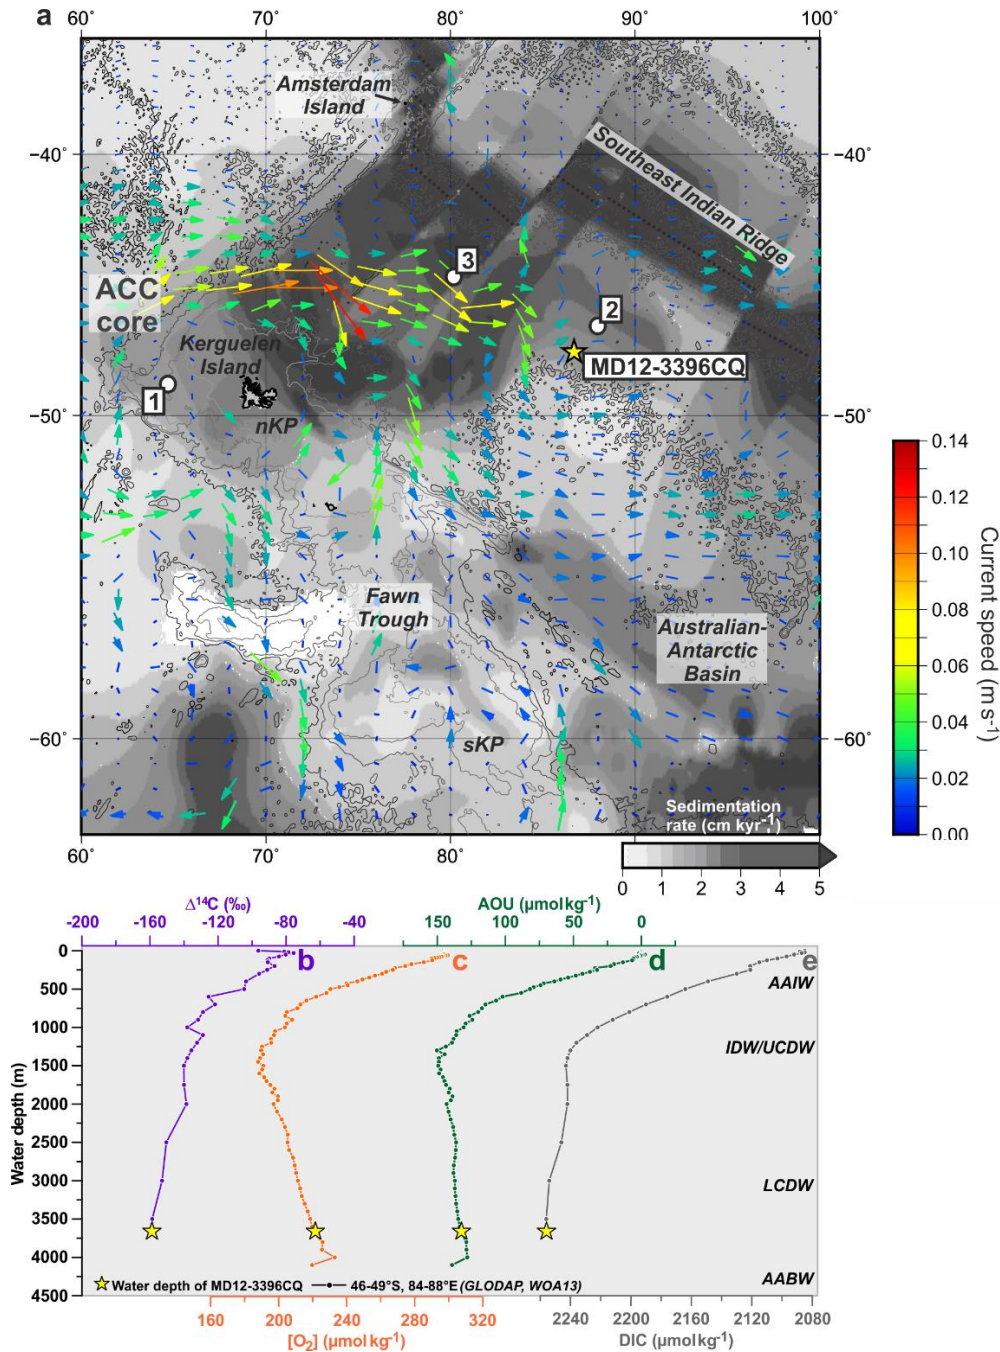 a
60° 70° 80° 90° 100°
Amsterdam
Island
−40° −40°
Southeast Indian Ridge
3
ACC
core
2
Kerguelen
Island
MD12-3396CQ
1
nKP
−50° −50°
0.14
0.12
0.10
0.08
0.06
0.04
0.02
0.00
Current speed (m s-1)
Fawn
Trough
Australian-
Antarctic
Basin
−60° −60°
sKP
Sedimentation
rate (cm kyr-1)
60° 70° 80° 90°
0 1 2 3 4 5
Δ14C (‰) AOU (µmol kg-1)
-200 -160 -120 -80 -40 150 100 50 0
b c d e
0
500
1000
1500
2000
2500
3000
3500
4000
4500
Water depth (m)
AAIW
IDW/UCDW
LCDW
AABW
Water depth of MD12-3396CQ 46-49°S, 84-88°E (GLODAP, WOA13)
160 200 240 280 320 2240 2200 2160 2120 2080
[O2] (µmol kg-1) DIC (µmol kg-1)